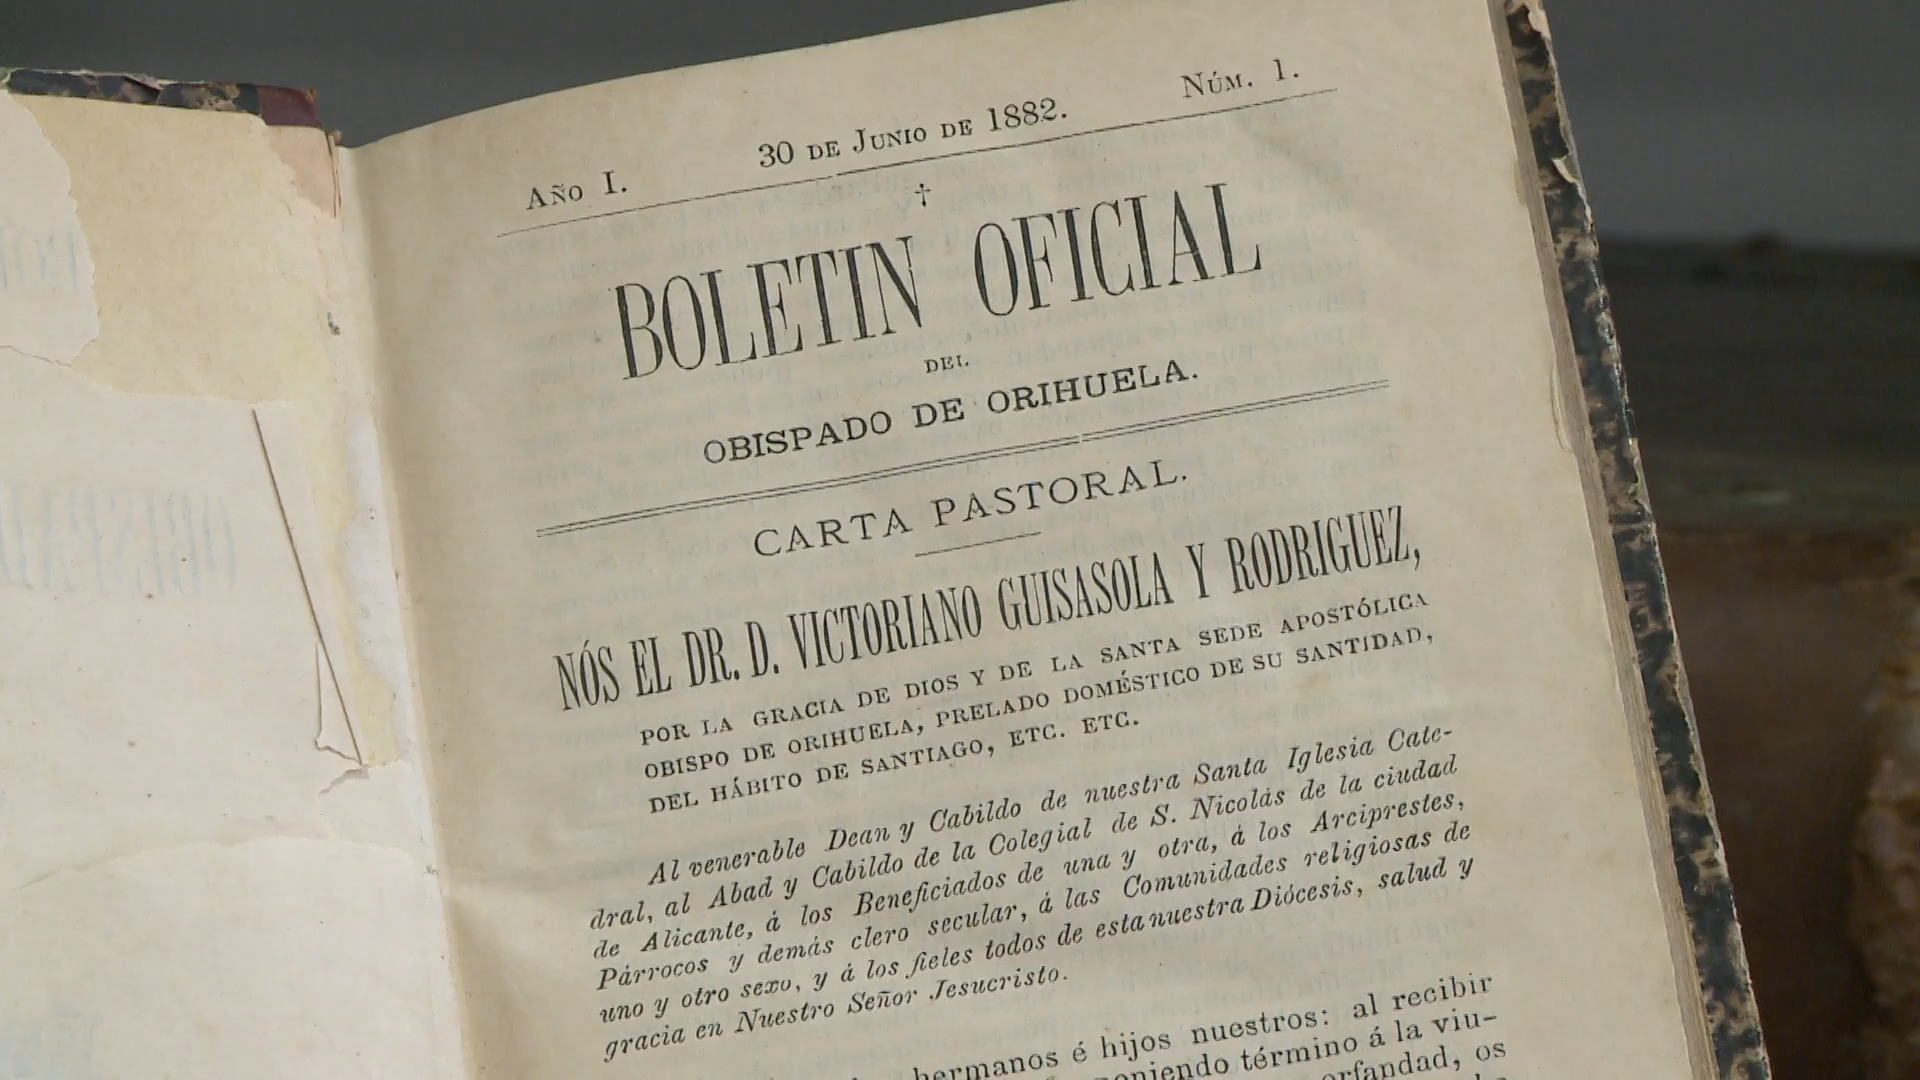 Año I.
30 de Junio de 1882.
Núm. 1.
†
BOLETIN OFICIAL
DEL
OBISPADO DE ORIHUELA.
CARTA PASTORAL.
NÓS EL DR. D. VICTORIANO GUISASOLA Y RODRIGUEZ,
POR LA GRACIA DE DIOS Y DE LA SANTA SEDE APOSTÓLICA
OBISPO DE ORIHUELA, PRELADO DOMÉSTICO DE SU SANTIDAD,
DEL HÁBITO DE SANTIAGO, ETC. ETC.
Al venerable Dean y Cabildo de nuestra Santa Iglesia Cate-
dral, al Abad y Cabildo de la Colegial de S. Nicolás de la ciudad
de Alicante, á los Beneficiados de una y otra, á los Arciprestes,
Párrocos y demás clero secular, á las Comunidades religiosas de
uno y otro sexo, y á los fieles todos de esta nuestra Diócesis, salud y
gracia en Nuestro Señor Jesucristo.
hermanos é hijos nuestros: al recibir
término á la viu-
orfandad, os